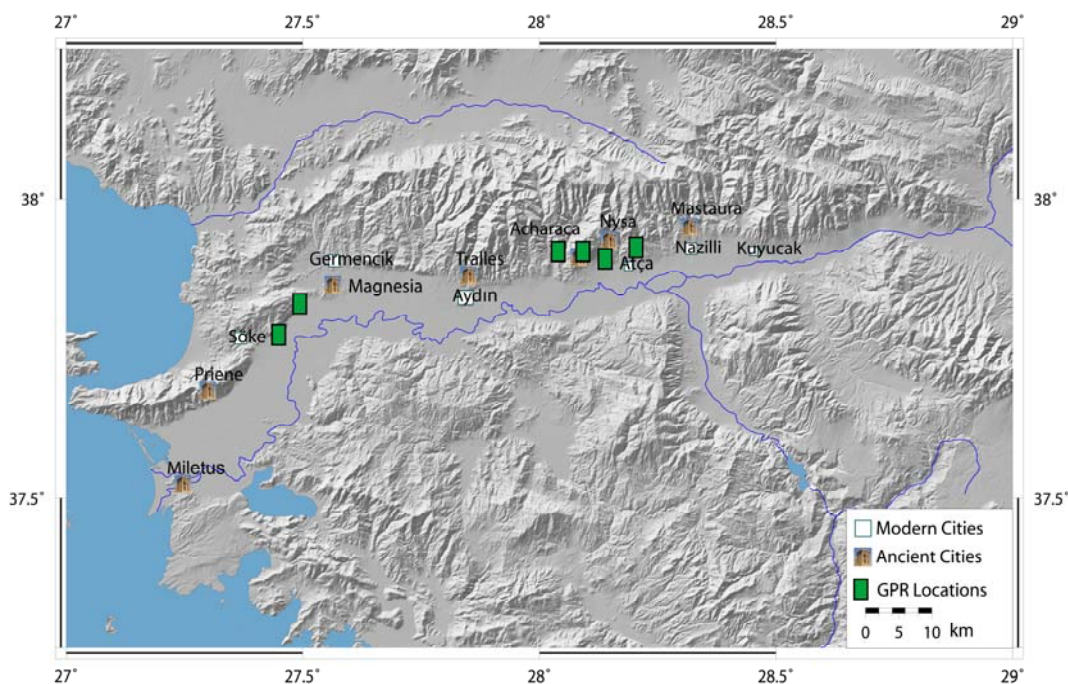 27˚
27.5˚
28˚
28.5˚
29˚
38˚
38˚
Mastaura
Nysa
Acharaca
Nazilli
Kuyucak
Germencik
Tralles
Atça
Magnesia
Aydın
Söke
Priene
Miletus
37.5˚
37.5˚
Modern Cities
Ancient Cities
GPR Locations
0 5 10 km
27˚
27.5˚
28˚
28.5˚
29˚